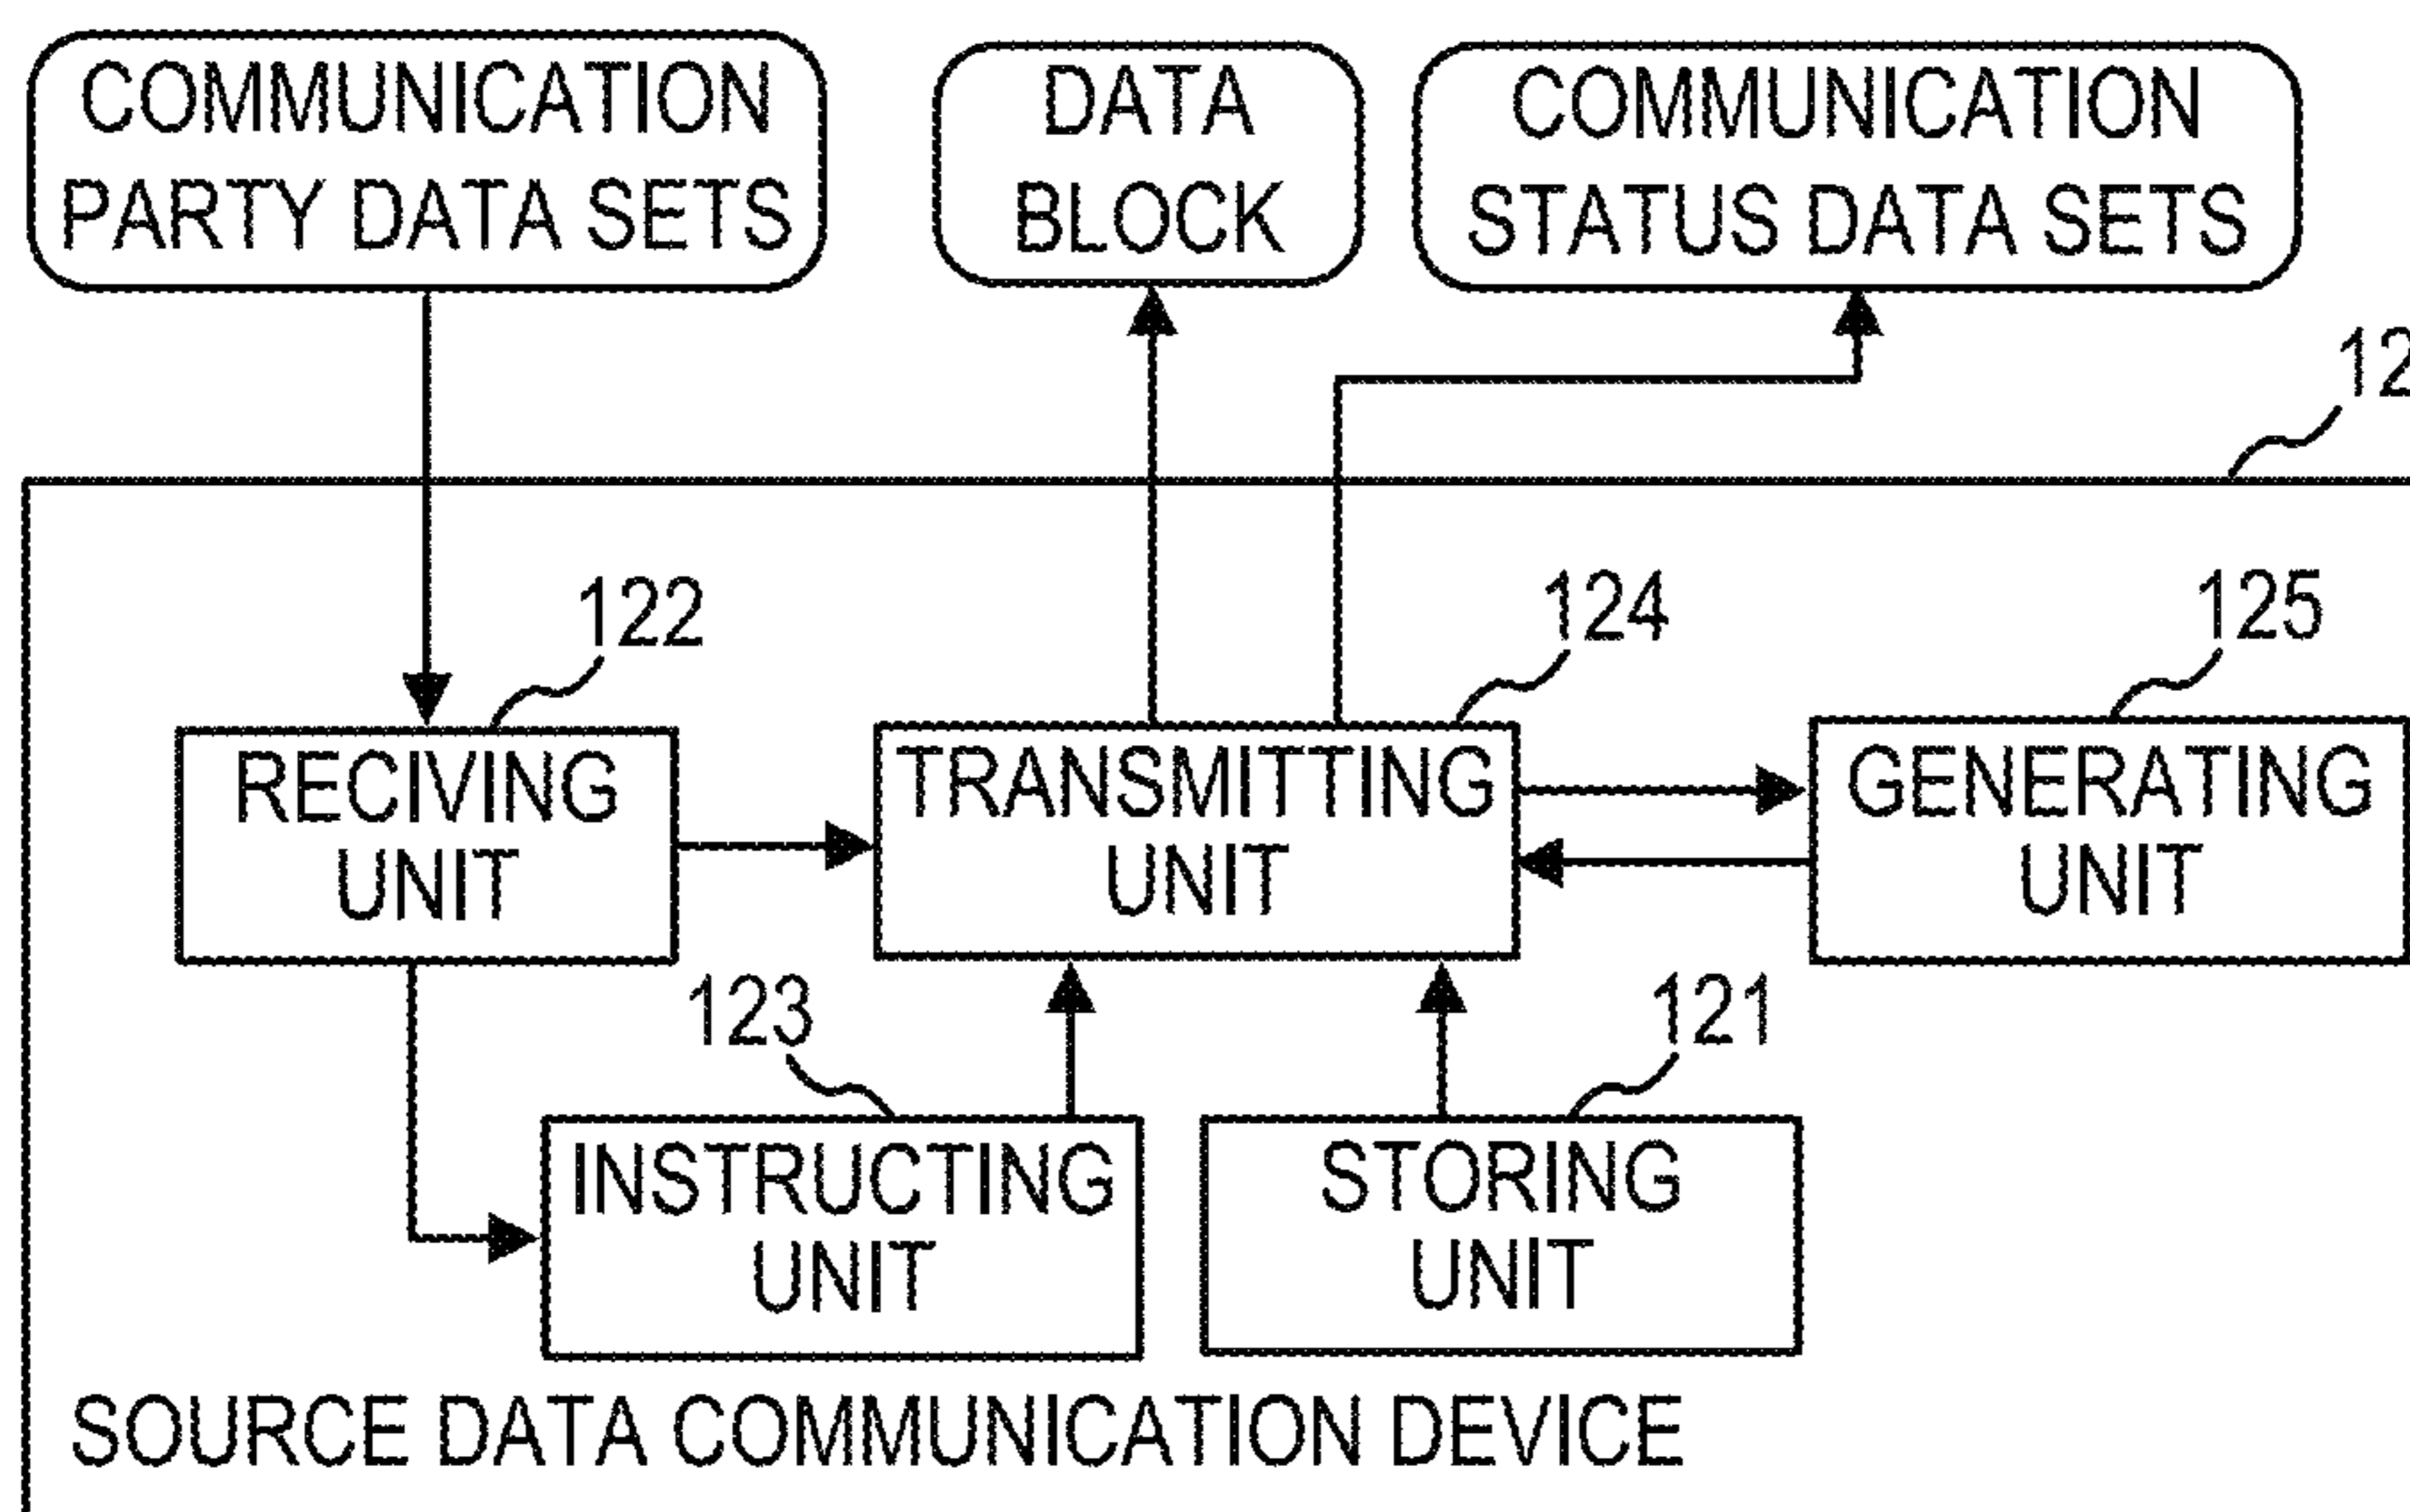 COMMUNICATION
PARTY DATA SETS
DATA
BLOCK
COMMUNICATION
STATUS DATA SETS
12
122
124
125
RECIVING
UNIT
TRANSMITTING
UNIT
GENERATING
UNIT
123
121
INSTRUCTING
UNIT
STORING
UNIT
SOURCE DATA COMMUNICATION DEVICE